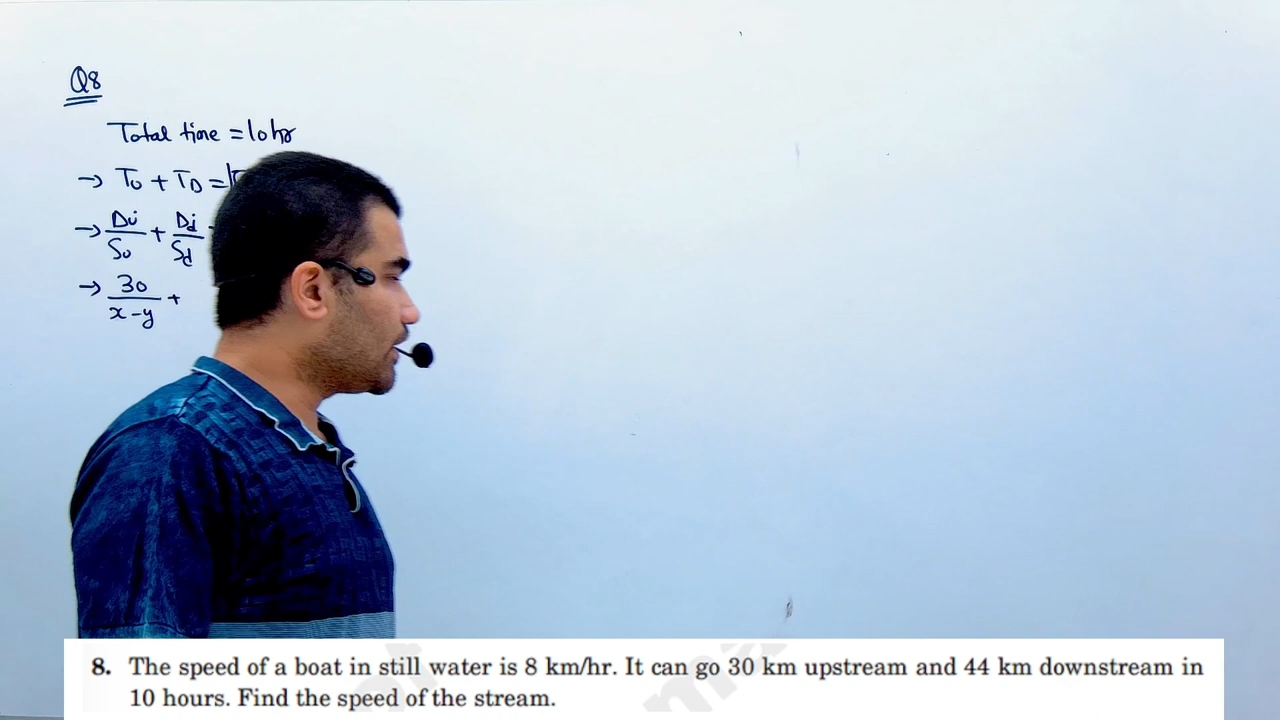 Q8
Total time = 10 hr
→ TU + TD =
→ Du/Su + Dd/Sd
→ 30/x-y +
8. The speed of a boat in still water is 8 km/hr. It can go 30 km upstream and 44 km downstream in
10 hours. Find the speed of the stream.